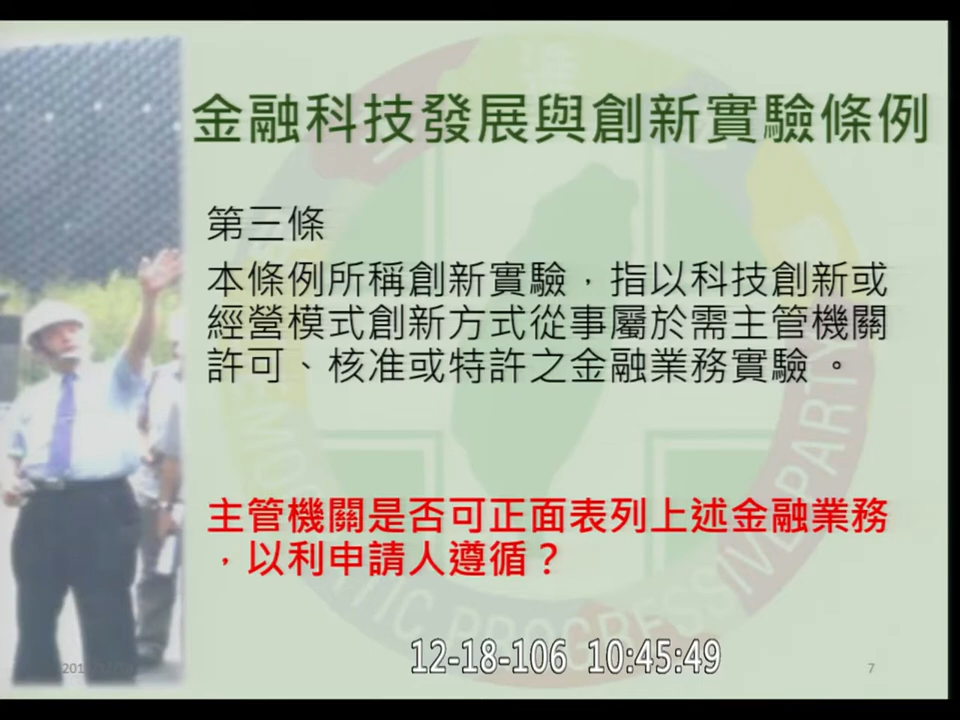 金融科技發展與創新實驗條例
第三條
本條例所稱創新實驗，指以科技創新或
經營模式創新方式從事屬於需主管機關
許可、核准或特許之金融業務實驗 。
主管機關是否可正面表列上述金融業務
，以利申請人遵循？
DEMOCRATIC PROGRESSIVE PARTY
12-18-106 10:45:49
7